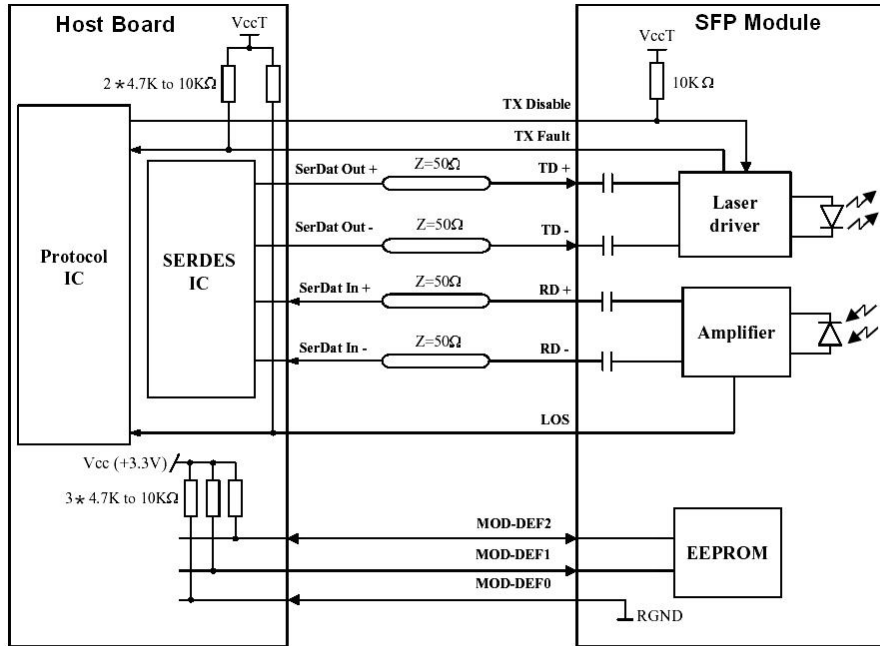 Host Board
SFP Module
VccT
VccT
2*4.7K to 10KΩ
10KΩ
TX Disable
TX Fault
SerDat Out +
Z=50Ω
TD +
SerDat Out -
Z=50Ω
TD -
Laser
driver
Protocol
IC
SERDES
IC
SerDat In +
Z=50Ω
RD +
SerDat In -
Z=50Ω
RD -
Amplifier
LOS
Vcc (+3.3V)
3*4.7K to 10KΩ
MOD-DEF2
MOD-DEF1
MOD-DEF0
EEPROM
RGND